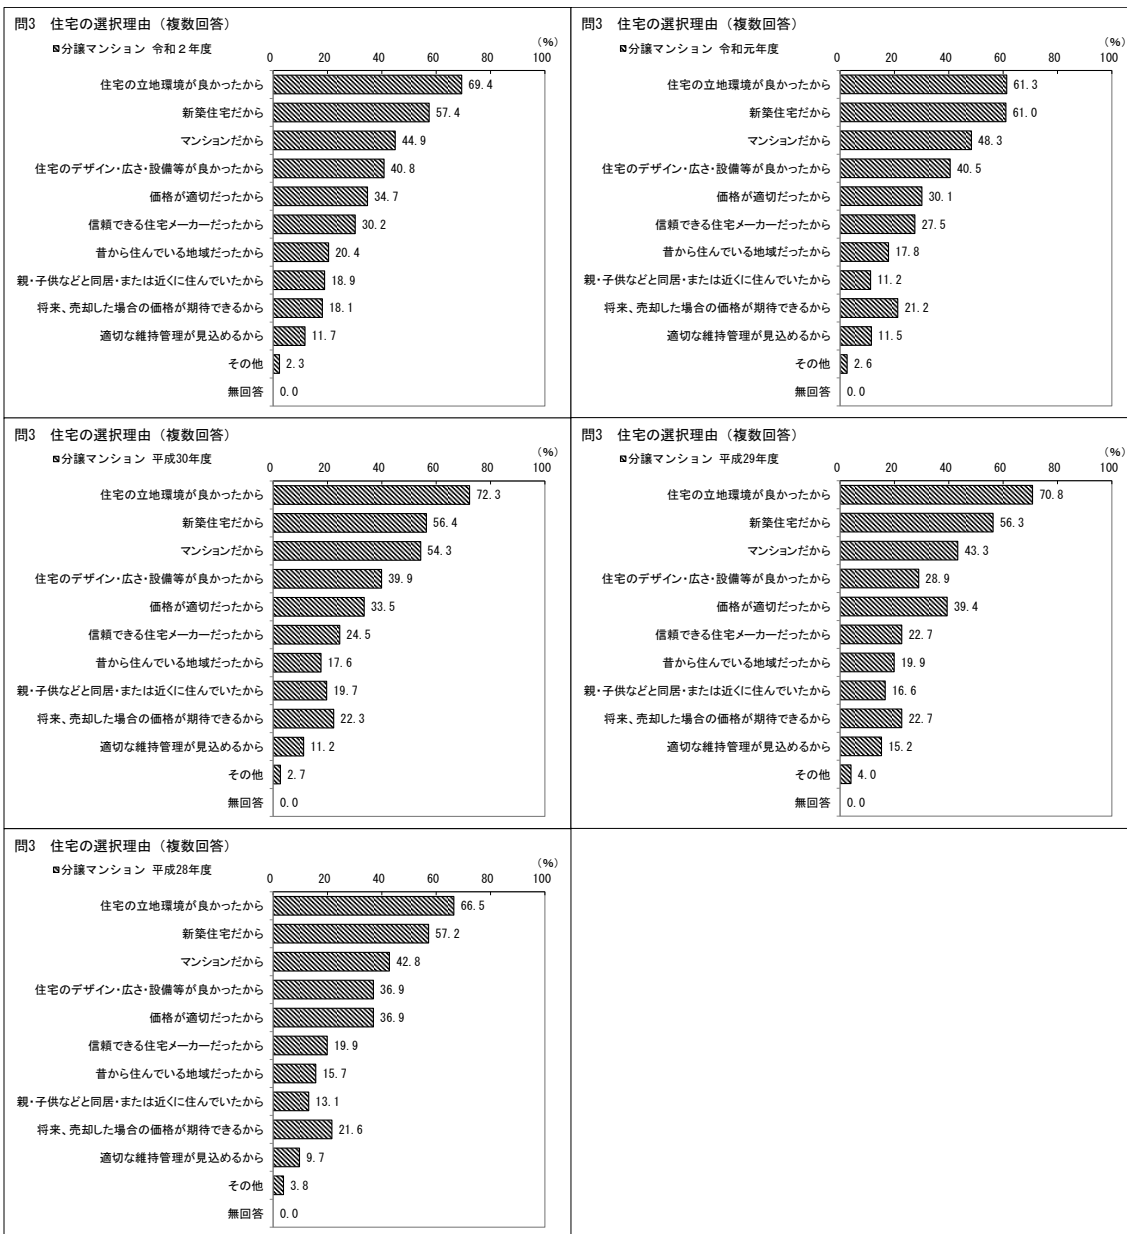 問3　住宅の選択理由（複数回答）
分譲マンション 令和２年度
(%)
0 20 40 60 80 100
住宅の立地環境が良かったから 69.4
新築住宅だから 57.4
マンションだから 44.9
住宅のデザイン・広さ・設備等が良かったから 40.8
価格が適切だったから 34.7
信頼できる住宅メーカーだったから 30.2
昔から住んでいる地域だったから 20.4
親・子供などと同居・または近くに住んでいたから 18.9
将来、売却した場合の価格が期待できるから 18.1
適切な維持管理が見込めるから 11.7
その他 2.3
無回答 0.0
問3　住宅の選択理由（複数回答）
分譲マンション 令和元年度
(%)
0 20 40 60 80 100
住宅の立地環境が良かったから 61.3
新築住宅だから 61.0
マンションだから 48.3
住宅のデザイン・広さ・設備等が良かったから 40.5
価格が適切だったから 30.1
信頼できる住宅メーカーだったから 27.5
昔から住んでいる地域だったから 17.8
親・子供などと同居・または近くに住んでいたから 11.2
将来、売却した場合の価格が期待できるから 21.2
適切な維持管理が見込めるから 11.5
その他 2.6
無回答 0.0
問3　住宅の選択理由（複数回答）
分譲マンション 平成30年度
(%)
0 20 40 60 80 100
住宅の立地環境が良かったから 72.3
新築住宅だから 56.4
マンションだから 54.3
住宅のデザイン・広さ・設備等が良かったから 39.9
価格が適切だったから 33.5
信頼できる住宅メーカーだったから 24.5
昔から住んでいる地域だったから 17.6
親・子供などと同居・または近くに住んでいたから 19.7
将来、売却した場合の価格が期待できるから 22.3
適切な維持管理が見込めるから 11.2
その他 2.7
無回答 0.0
問3　住宅の選択理由（複数回答）
分譲マンション 平成29年度
(%)
0 20 40 60 80 100
住宅の立地環境が良かったから 70.8
新築住宅だから 56.3
マンションだから 43.3
住宅のデザイン・広さ・設備等が良かったから 28.9
価格が適切だったから 39.4
信頼できる住宅メーカーだったから 22.7
昔から住んでいる地域だったから 19.9
親・子供などと同居・または近くに住んでいたから 16.6
将来、売却した場合の価格が期待できるから 22.7
適切な維持管理が見込めるから 15.2
その他 4.0
無回答 0.0
問3　住宅の選択理由（複数回答）
分譲マンション 平成28年度
(%)
0 20 40 60 80 100
住宅の立地環境が良かったから 66.5
新築住宅だから 57.2
マンションだから 42.8
住宅のデザイン・広さ・設備等が良かったから 36.9
価格が適切だったから 36.9
信頼できる住宅メーカーだったから 19.9
昔から住んでいる地域だったから 15.7
親・子供などと同居・または近くに住んでいたから 13.1
将来、売却した場合の価格が期待できるから 21.6
適切な維持管理が見込めるから 9.7
その他 3.8
無回答 0.0